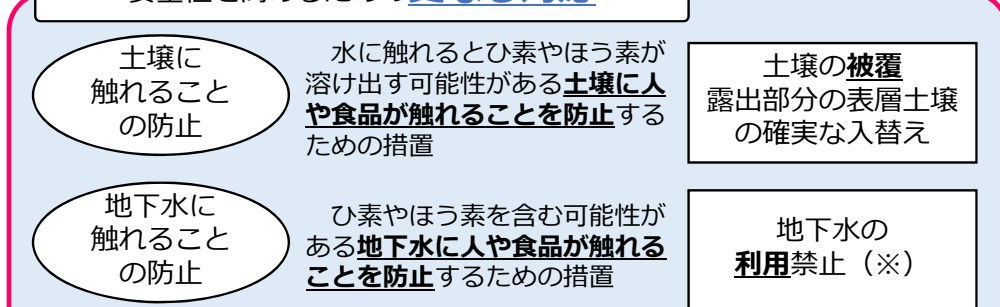 土壌に
触れること
の防止
水に触れるとひ素やほう素が
溶け出す可能性がある土壌に人
や食品が触れることを防止する
ための措置
土壌の被覆
露出部分の表層土壌
の確実な入替え
地下水に
触れること
の防止
ひ素やほう素を含む可能性が
ある地下水に人や食品が触れる
ことを防止するための措置
地下水の
利用禁止（※）